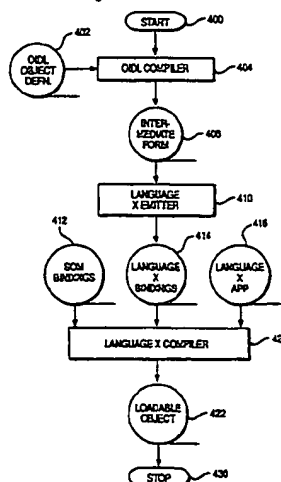 START
400
402
OIDL
OBJECT
DEFN.
OIDL COMPILER
404
INTER-
MEDIATE
FORM
LANGUAGE
X EMITTER
410
412
414
416
SOM
BINDINGS
LANGUAGE
X
BINDINGS
LANGUAGE
X
APP
LANGUAGE X COMPILER
LOADABLE
OBJECT
422
STOP
430